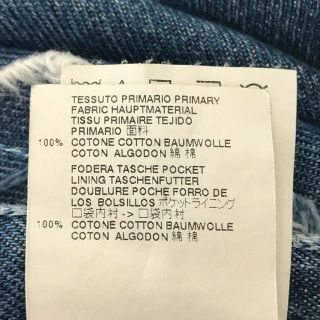 TESSUTO PRIMARIO PRIMARY
FABRIC HAUPTMATERIAL
TISSU PRIMAIRE TEJIDO
PRIMARIO 面料
100% COTONE COTTON BAUMWOLLE
COTON ALGODON 綿 棉
FODERA TASCHE POCKET
LINING TASCHENFUTTER
DOUBLURE POCHE FORRO DE
LOS BOLSILLOS ポケットライニング
口袋内衬 -> 口袋内衬
100% COTONE COTTON BAUMWOLLE
COTON ALGODON 綿 棉